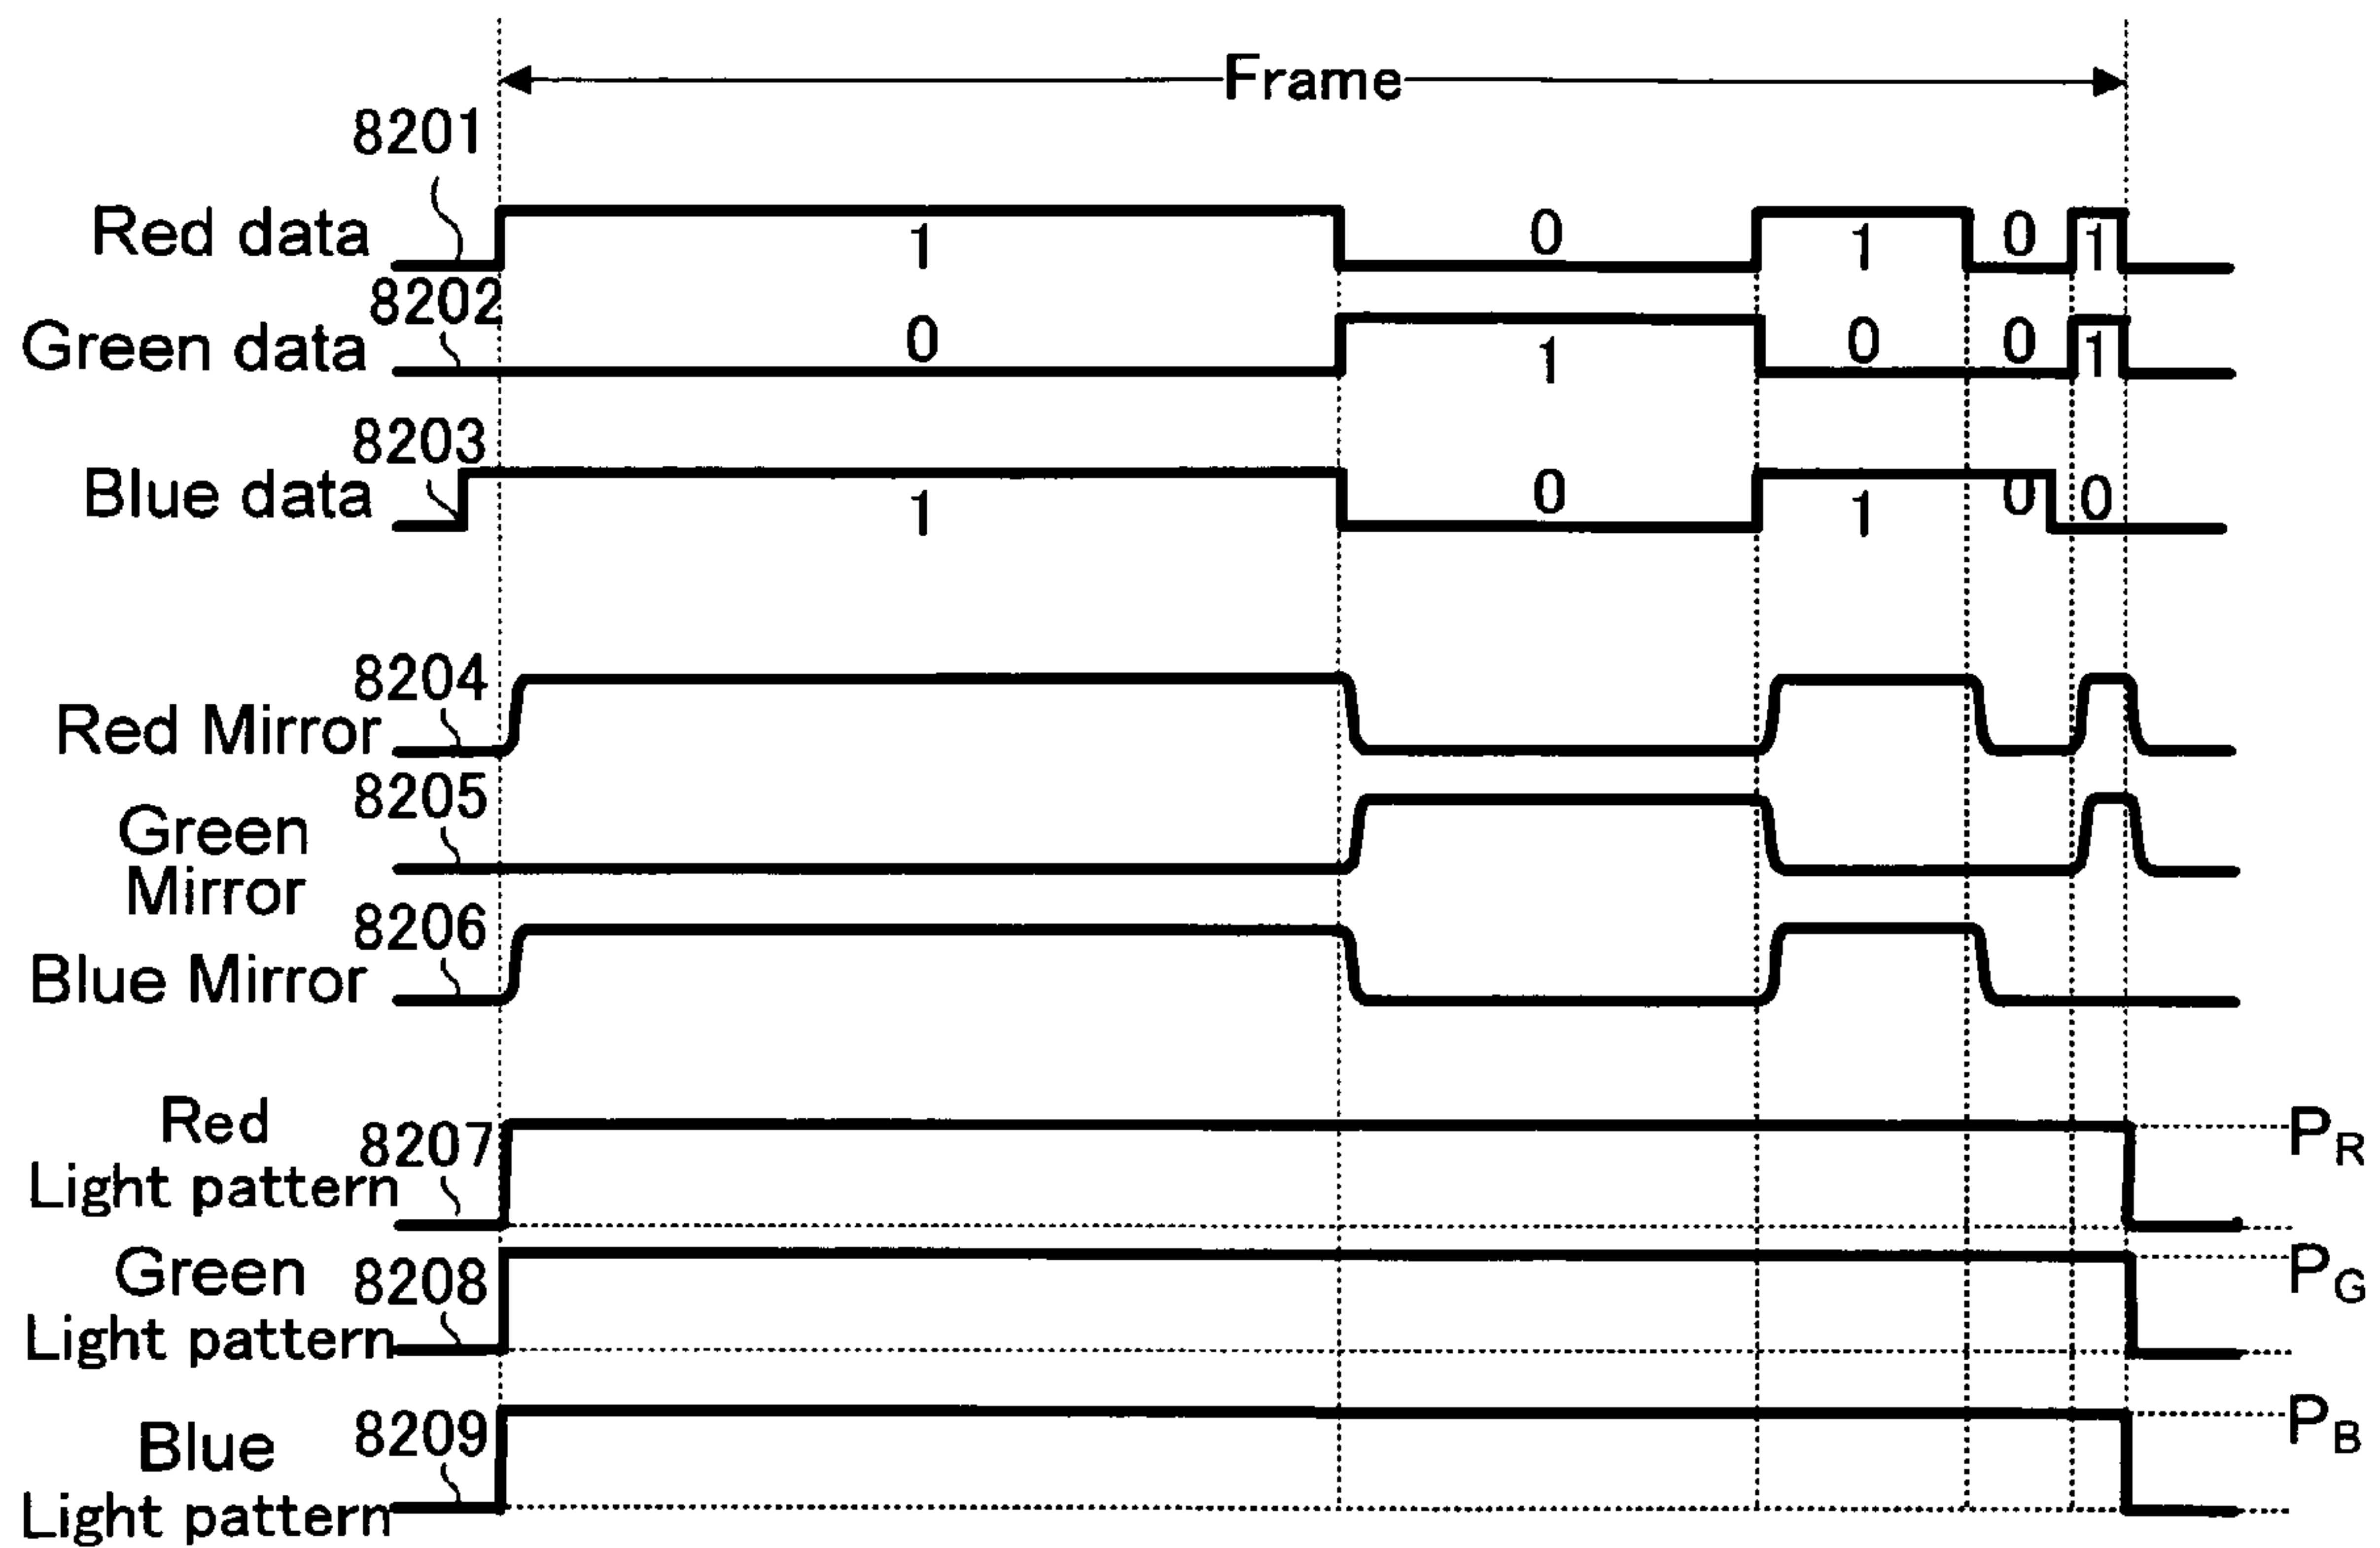 Frame
8201
Red data 1 0 1 0 1
8202
Green data 0 1 0 0 1
8203
Blue data 1 0 1 0 0
8204
Red Mirror
8205
Green
Mirror
8206
Blue Mirror
Red
8207 P_R
Light pattern
Green 8208 P_G
Light pattern
Blue 8209 P_B
Light pattern